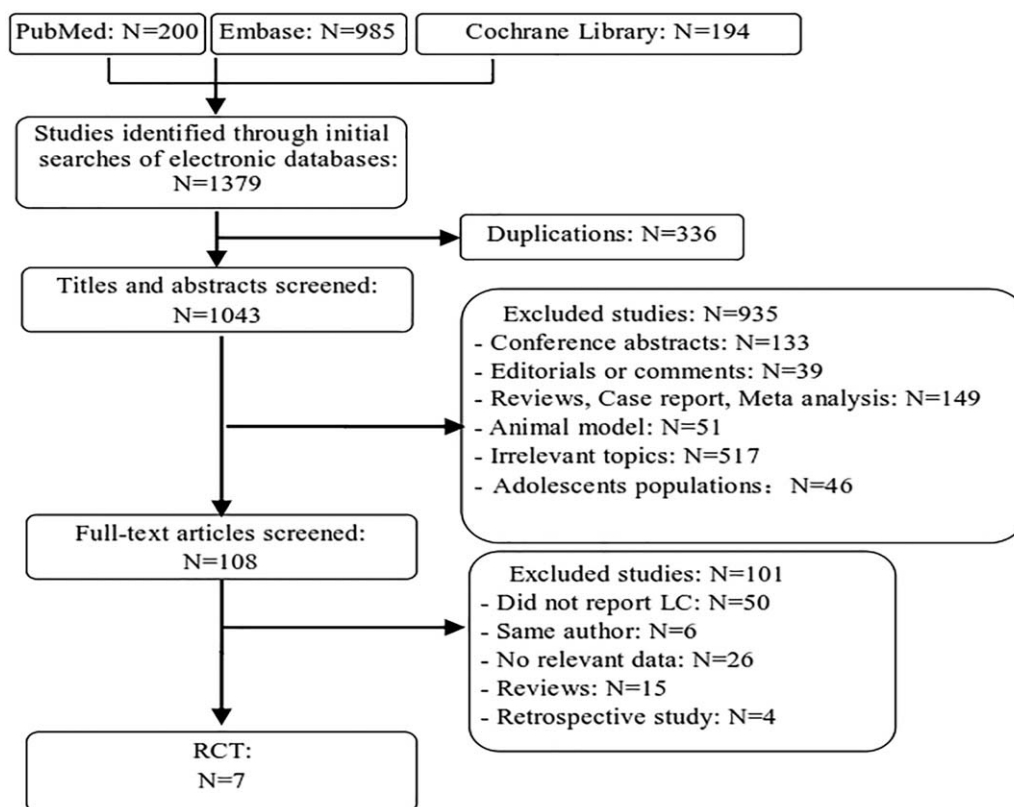 PubMed: N=200
Embase: N=985
Cochrane Library: N=194
Studies identified through initial
searches of electronic databases:
N=1379
Duplications: N=336
Titles and abstracts screened:
N=1043
Excluded studies: N=935
- Conference abstracts: N=133
- Editorials or comments: N=39
- Reviews, Case report, Meta analysis: N=149
- Animal model: N=51
- Irrelevant topics: N=517
- Adolescents populations： N=46
Full-text articles screened:
N=108
Excluded studies: N=101
- Did not report LC: N=50
- Same author: N=6
- No relevant data: N=26
- Reviews: N=15
- Retrospective study: N=4
RCT:
N=7